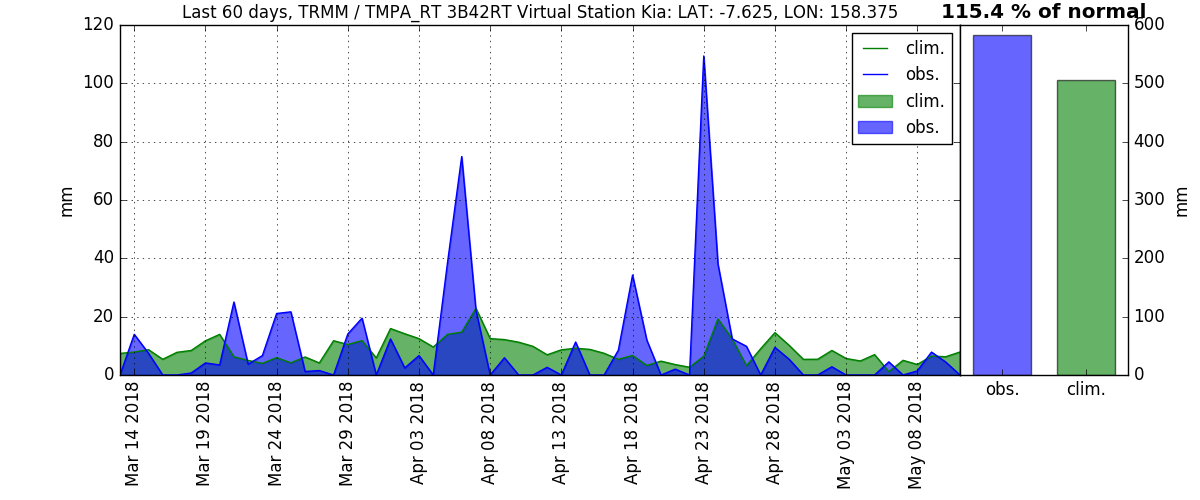 Last 60 days, TRMM / TMPA_RT 3B42RT Virtual Station Kia: LAT: -7.625, LON: 158.375
115.4 % of normal
120
100
80
60
40
20
0
mm
clim.
obs.
clim.
obs.
600
500
400
300
200
100
0
mm
Mar 14 2018
Mar 19 2018
Mar 24 2018
Mar 29 2018
Apr 03 2018
Apr 08 2018
Apr 13 2018
Apr 18 2018
Apr 23 2018
Apr 28 2018
May 03 2018
May 08 2018
obs.
clim.